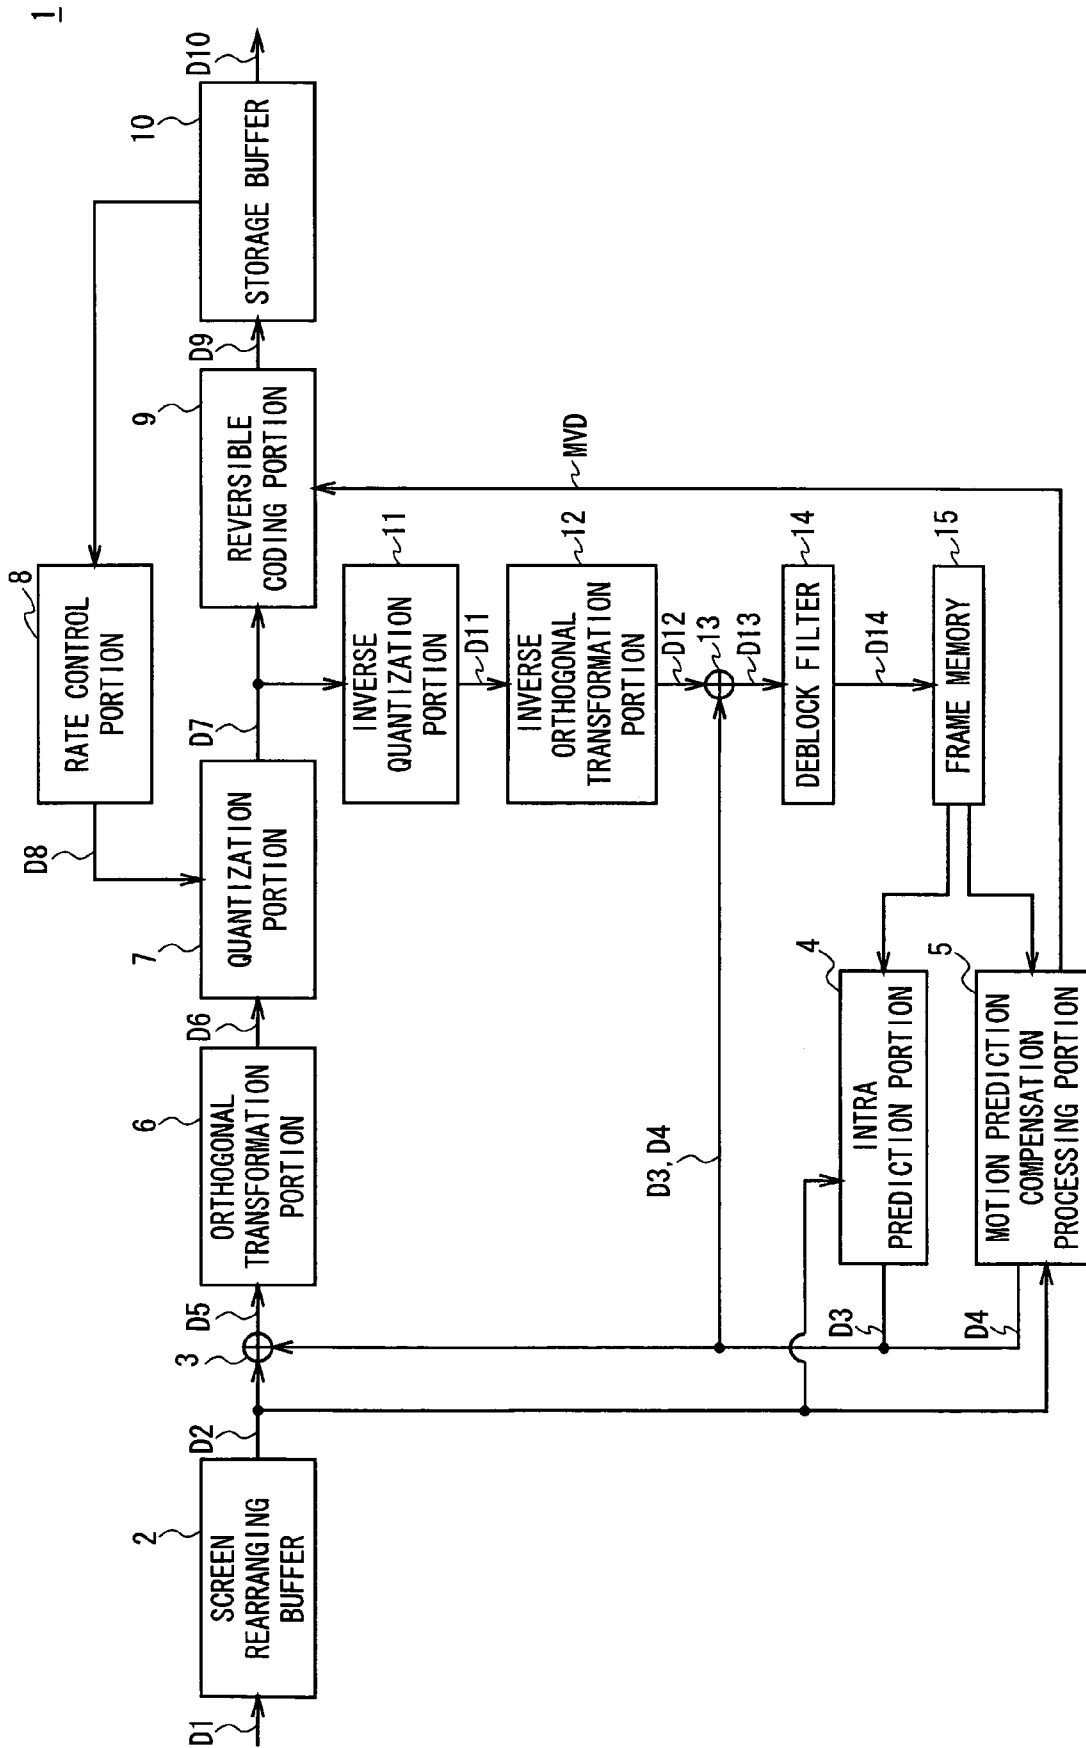 1
D1
2
SCREEN
REARRANGING
BUFFER
D2
3
D5
6
ORTHOGONAL
TRANSFORMATION
PORTION
D6
7
QUANTIZATION
PORTION
D8
8
RATE CONTROL
PORTION
D7
9
REVERSIBLE
CODING PORTION
D9
10
STORAGE BUFFER
D10
MVD
11
INVERSE
QUANTIZATION
PORTION
D11
12
INVERSE
ORTHOGONAL
TRANSFORMATION
PORTION
D12
13
D13
D3, D4
14
DEBLOCK FILTER
D14
15
FRAME MEMORY
4
INTRA
PREDICTION PORTION
D3
5
MOTION PREDICTION
COMPENSATION
PROCESSING PORTION
D4